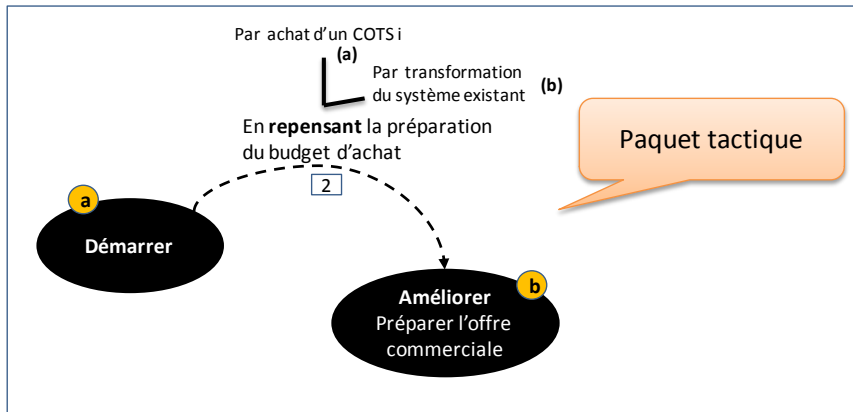 Par achat d'un COTS i
(a)
Par transformation
du système existant
(b)
En repensant la préparation
du budget d'achat
Paquet tactique
2
a
Démarrer
b
Améliorer
Préparer l'offre
commerciale